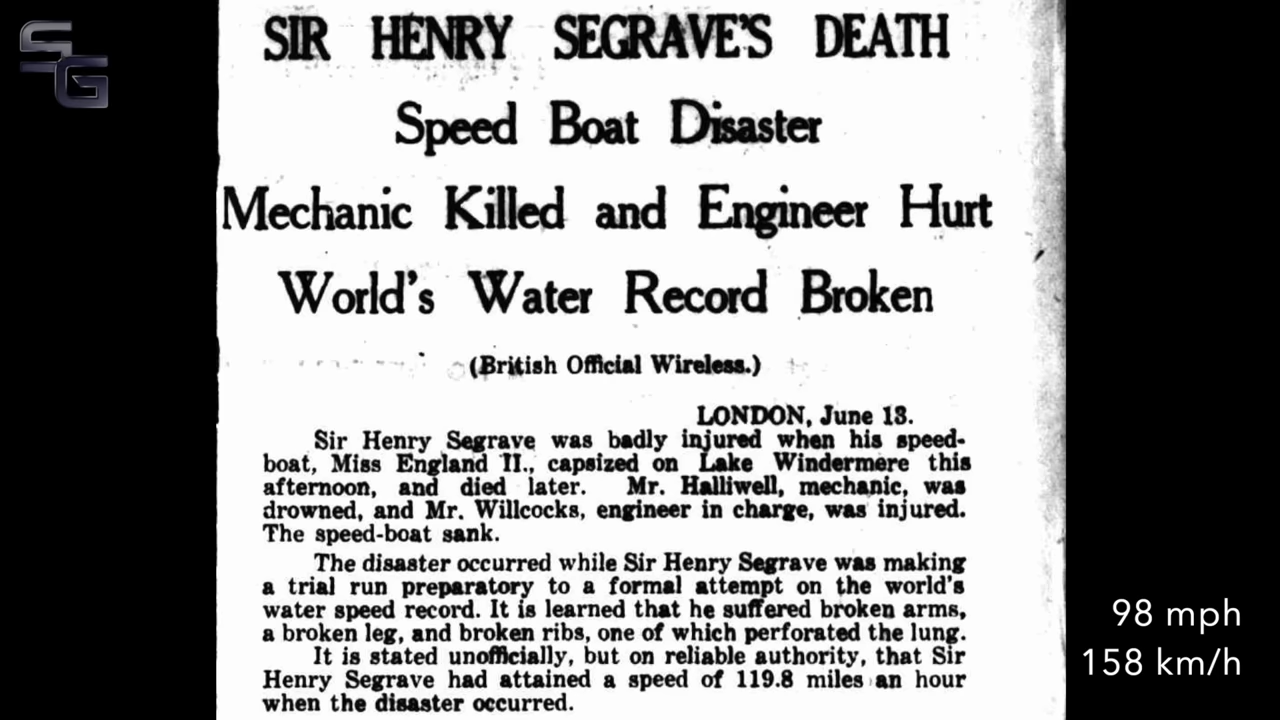 SG
SIR HENRY SEGRAVE'S DEATH
Speed Boat Disaster
Mechanic Killed and Engineer Hurt
World's Water Record Broken
(British Official Wireless.)
LONDON, June 13.
Sir Henry Segrave was badly injured when his speed-
boat, Miss England II., capsized on Lake Windermere this
afternoon, and died later. Mr. Halliwell, mechanic, was
drowned, and Mr. Willcocks, engineer in charge, was injured.
The speed-boat sank.
The disaster occurred while Sir Henry Segrave was making
a trial run preparatory to a formal attempt on the world's
water speed record. It is learned that he suffered broken arms,
a broken leg, and broken ribs, one of which perforated the lung.
It is stated unofficially, but on reliable authority, that Sir
Henry Segrave had attained a speed of 119.8 miles an hour
when the disaster occurred.
98 mph
158 km/h